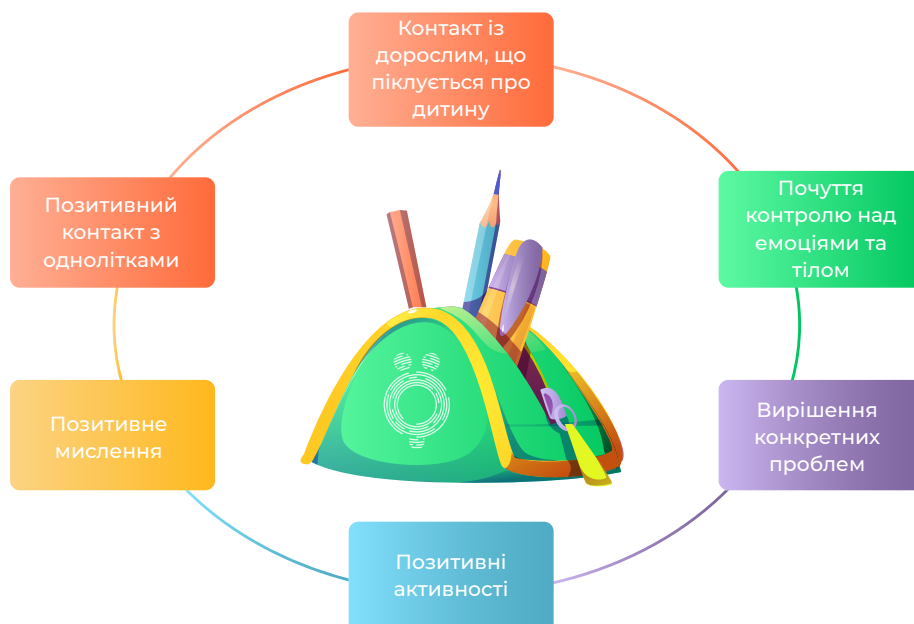 Контакт із
дорослим, що
піклується про
дитину
Почуття
контролю над
емоціями та
тілом
Вирішення
конкретних
проблем
Позитивні
активності
Позитивне
мислення
Позитивний
контакт з
однолітками